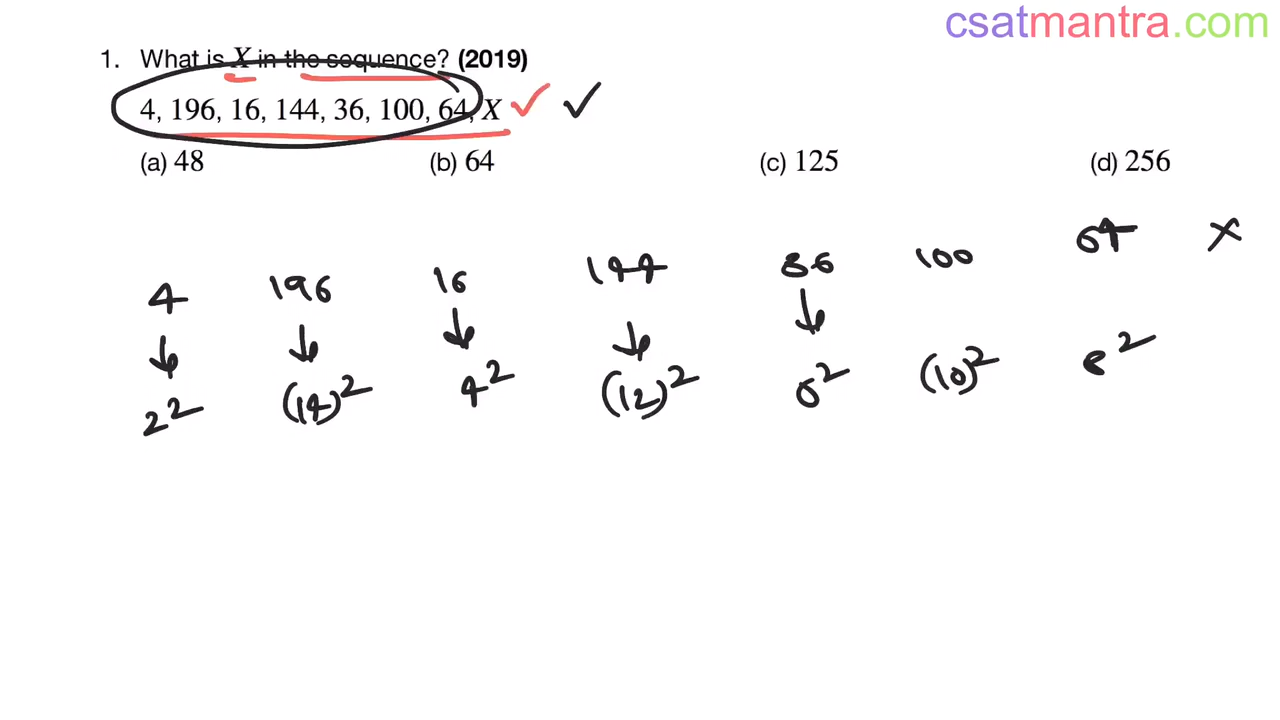 csatmantra.com
1. What is X in the sequence? (2019)
4, 196, 16, 144, 36, 100, 64, X
(a) 48 (b) 64 (c) 125 (d) 256
4 196 16 144 36 100 64 X
2² (14)² 4² (12)² 6² (10)² 8²